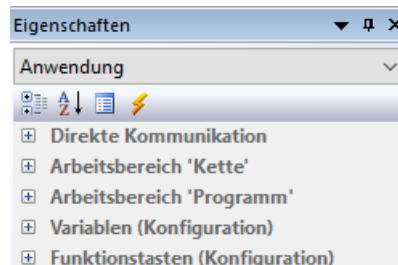 Eigenschaften
Anwendung
Direkte Kommunikation
Arbeitsbereich 'Kette'
Arbeitsbereich 'Programm'
Variablen (Konfiguration)
Funktionstasten (Konfiguration)